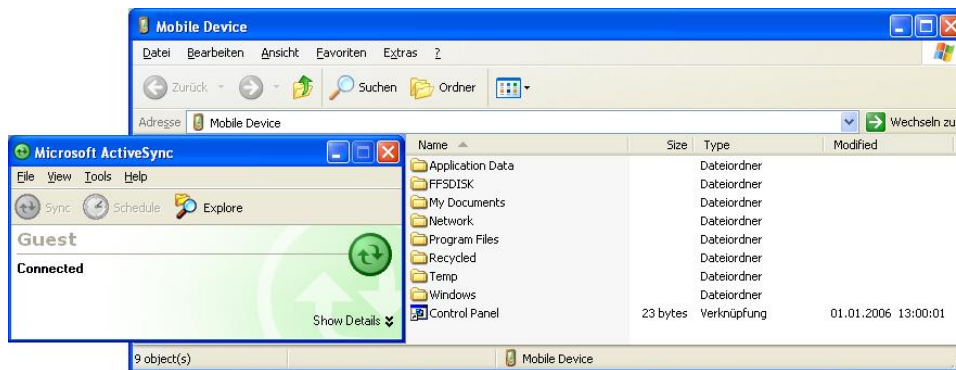 Mobile Device
Datei Bearbeiten Ansicht Favoriten Extras ?
Zurück Suchen Ordner
Adresse Mobile Device Wechseln zu
Name Size Type Modified
Application Data Dateiordner
FFSDISK Dateiordner
My Documents Dateiordner
Network Dateiordner
Program Files Dateiordner
Recycled Dateiordner
Temp Dateiordner
Windows Dateiordner
Control Panel 23 bytes Verknüpfung 01.01.2006 13:00:01
9 object(s) Mobile Device
Microsoft ActiveSync
File View Tools Help
Sync Schedule Explore
Guest
Connected
Show Details